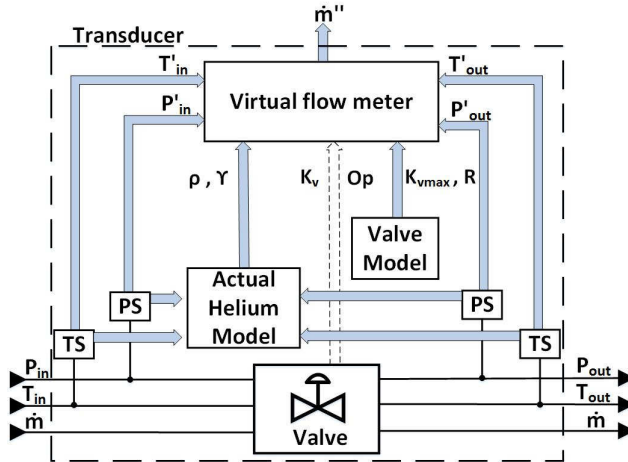 ṁ''
Transducer
T'in
T'out
Virtual flow meter
P'in
P'out
ρ , ϒ
Kv
Op
Kvmax , R
Valve
Model
Actual
Helium
Model
PS
PS
TS
TS
Pin
Pout
Tin
Tout
ṁ
ṁ
Valve